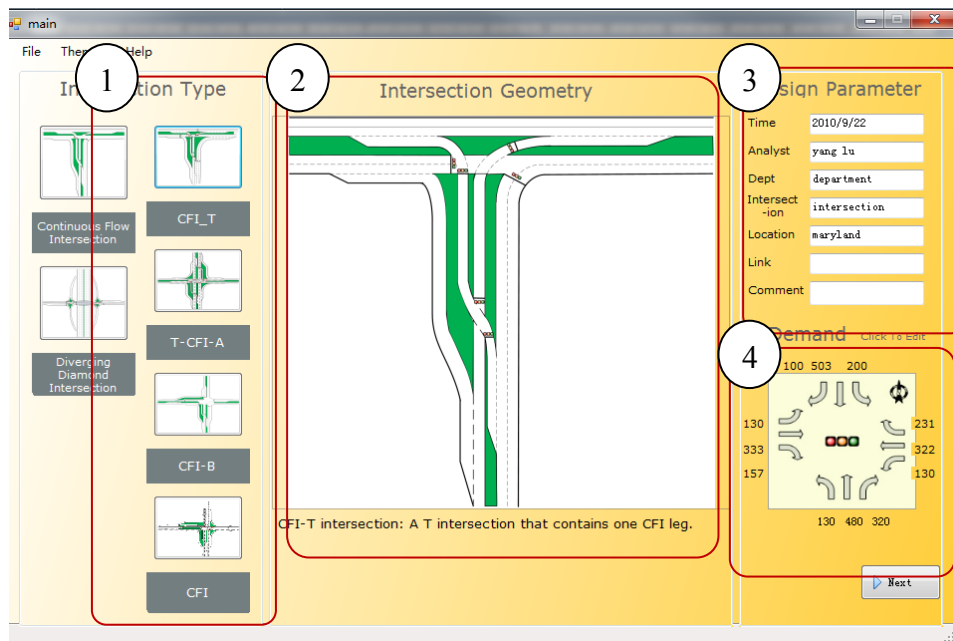 main
File
Help
1
2
3
4
Intersection Geometry
Continuous Flow
Intersection
Diverging
Diamond
Intersection
CFI_T
T-CFI-A
CFI-B
CFI
CFI-T intersection: A T intersection that contains one CFI leg.
Parameter
Time 2010/9/22
Analyst yang lu
Dept department
Intersect
-ion intersection
Location maryland
Link
Comment
Demand Click To Edit
100 503 200
130 231
333 322
157 130
130 480 320
Next